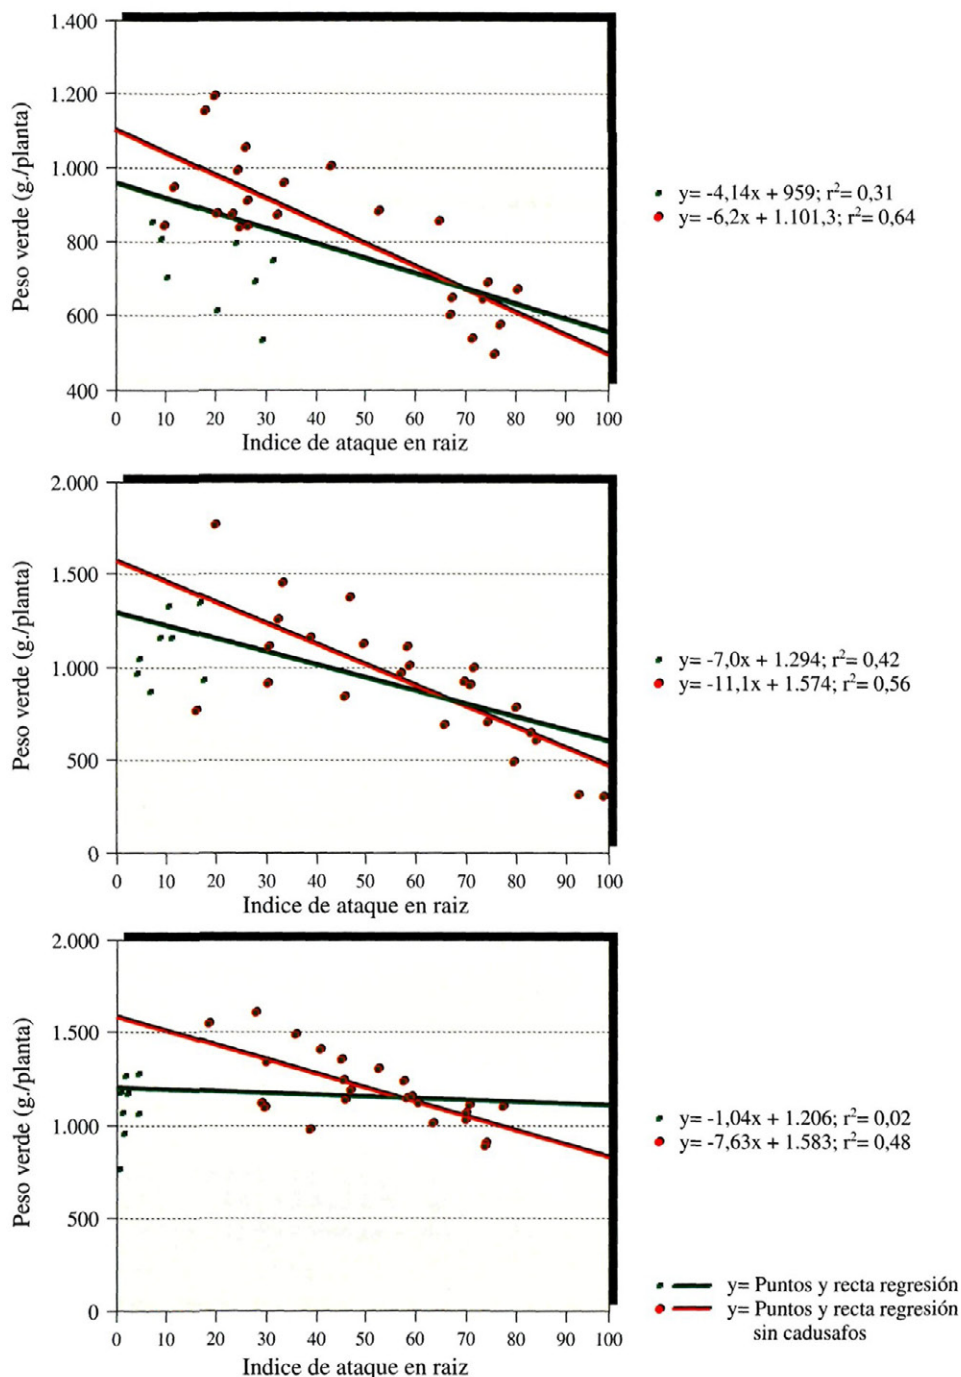 Peso verde (g./planta)
1.400
1.200
1.000
800
600
400
0 10 20 30 40 50 60 70 80 90 100
Indice de ataque en raiz
y= -4,14x + 959; r²= 0,31
y= -6,2x + 1.101,3; r²= 0,64
Peso verde (g./planta)
2.000
1.500
1.000
500
0
0 10 20 30 40 50 60 70 80 90 100
Indice de ataque en raiz
y= -7,0x + 1.294; r²= 0,42
y= -11,1x + 1.574; r²= 0,56
Peso verde (g./planta)
2.000
1.500
1.000
500
0
0 10 20 30 40 50 60 70 80 90 100
Indice de ataque en raiz
y= -1,04x + 1.206; r²= 0,02
y= -7,63x + 1.583; r²= 0,48
y= Puntos y recta regresión
y= Puntos y recta regresión
sin cadusafos